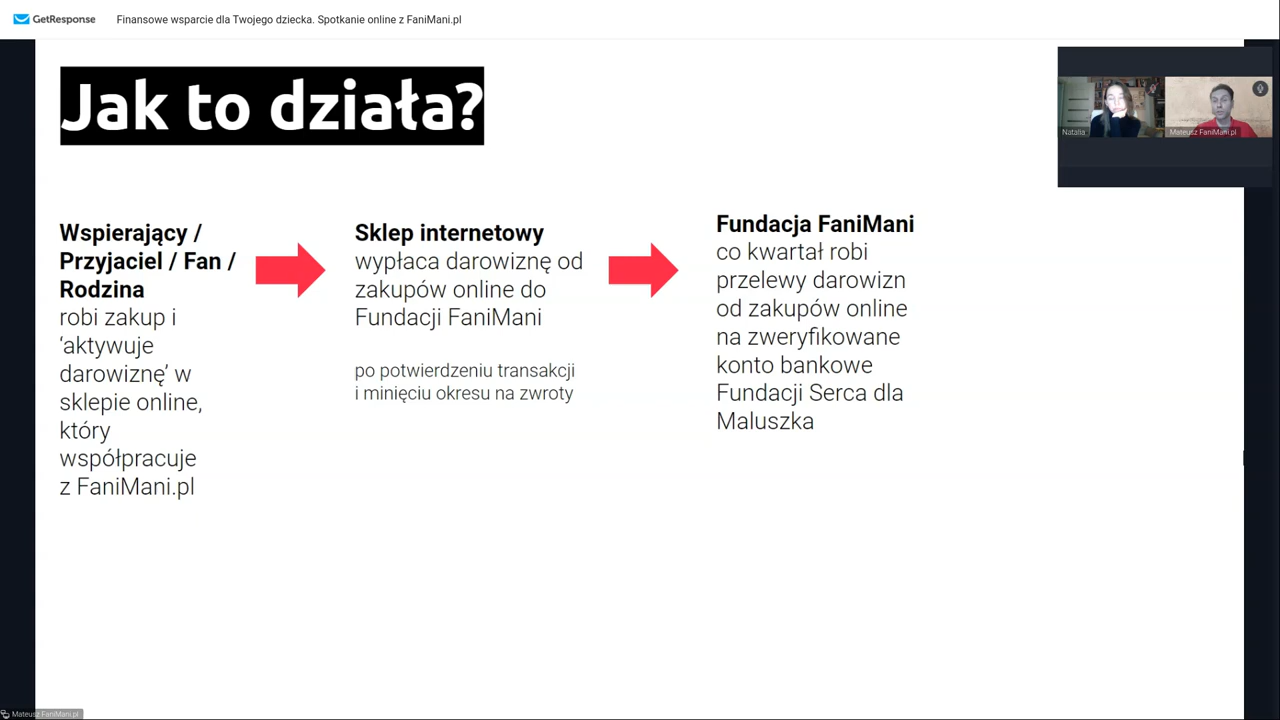 GetResponse
Finansowe wsparcie dla Twojego dziecka. Spotkanie online z FaniMani.pl
Jak to działa?
Natalia
Mateusz FaniMani.pl
Wspierający /
Przyjaciel / Fan /
Rodzina
robi zakup i
‘aktywuje
darowiznę’ w
sklepie online,
który
współpracuje
z FaniMani.pl
Sklep internetowy
wypłaca darowiznę od
zakupów online do
Fundacji FaniMani
po potwierdzeniu transakcji
i minięciu okresu na zwroty
Fundacja FaniMani
co kwartał robi
przelewy darowizn
od zakupów online
na zweryfikowane
konto bankowe
Fundacji Serca dla
Maluszka
Mateusz FaniMani.pl